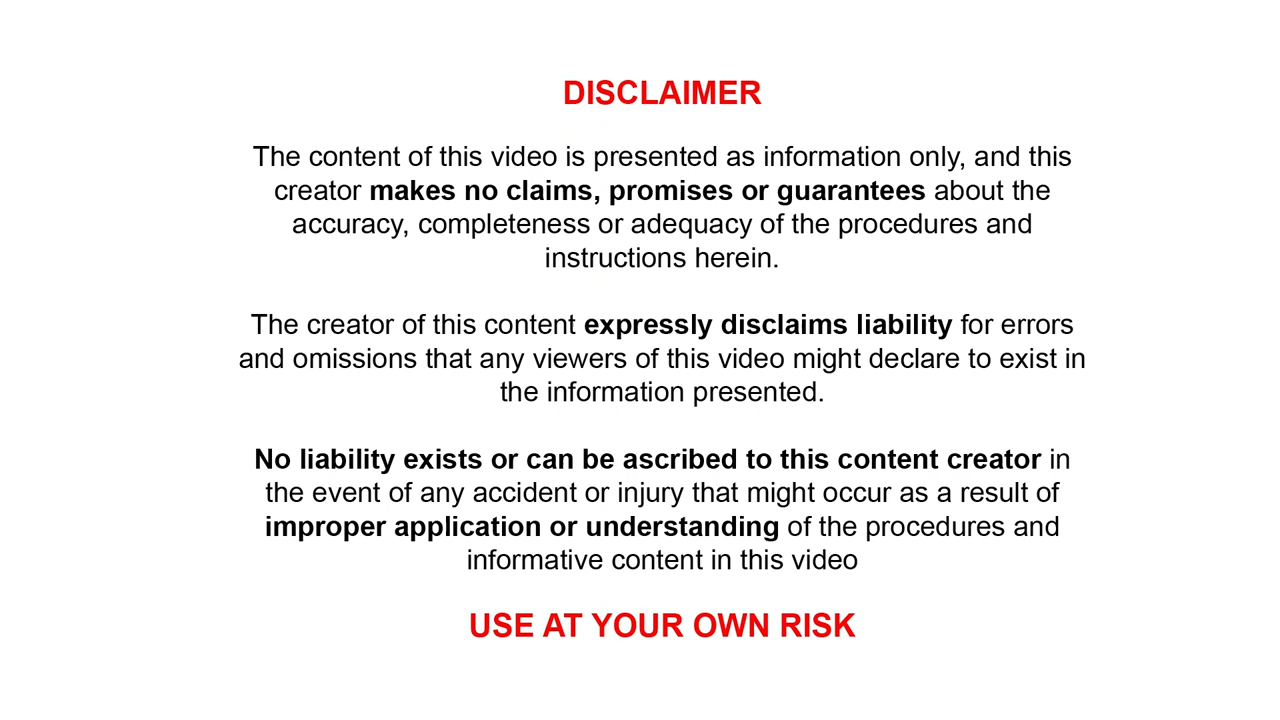 DISCLAIMER
The content of this video is presented as information only, and this
creator makes no claims, promises or guarantees about the
accuracy, completeness or adequacy of the procedures and
instructions herein.
The creator of this content expressly disclaims liability for errors
and omissions that any viewers of this video might declare to exist in
the information presented.
No liability exists or can be ascribed to this content creator in
the event of any accident or injury that might occur as a result of
improper application or understanding of the procedures and
informative content in this video
USE AT YOUR OWN RISK